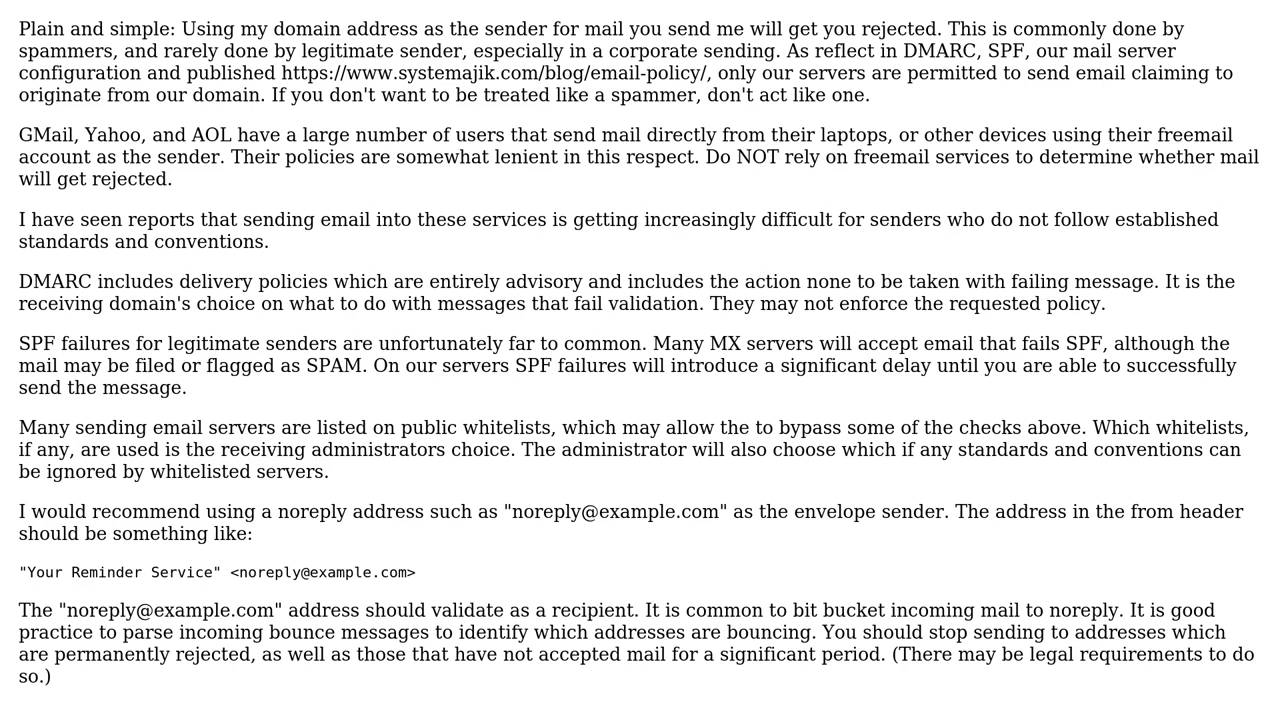 Plain and simple: Using my domain address as the sender for mail you send me will get you rejected. This is commonly done by
spammers, and rarely done by legitimate sender, especially in a corporate sending. As reflect in DMARC, SPF, our mail server
configuration and published https://www.systemajik.com/blog/email-policy/, only our servers are permitted to send email claiming to
originate from our domain. If you don't want to be treated like a spammer, don't act like one.
GMail, Yahoo, and AOL have a large number of users that send mail directly from their laptops, or other devices using their freemail
account as the sender. Their policies are somewhat lenient in this respect. Do NOT rely on freemail services to determine whether mail
will get rejected.
I have seen reports that sending email into these services is getting increasingly difficult for senders who do not follow established
standards and conventions.
DMARC includes delivery policies which are entirely advisory and includes the action none to be taken with failing message. It is the
receiving domain's choice on what to do with messages that fail validation. They may not enforce the requested policy.
SPF failures for legitimate senders are unfortunately far to common. Many MX servers will accept email that fails SPF, although the
mail may be filed or flagged as SPAM. On our servers SPF failures will introduce a significant delay until you are able to successfully
send the message.
Many sending email servers are listed on public whitelists, which may allow the to bypass some of the checks above. Which whitelists,
if any, are used is the receiving administrators choice. The administrator will also choose which if any standards and conventions can
be ignored by whitelisted servers.
I would recommend using a noreply address such as "noreply@example.com" as the envelope sender. The address in the from header
should be something like:
"Your Reminder Service" <noreply@example.com>
The "noreply@example.com" address should validate as a recipient. It is common to bit bucket incoming mail to noreply. It is good
practice to parse incoming bounce messages to identify which addresses are bouncing. You should stop sending to addresses which
are permanently rejected, as well as those that have not accepted mail for a significant period. (There may be legal requirements to do
so.)